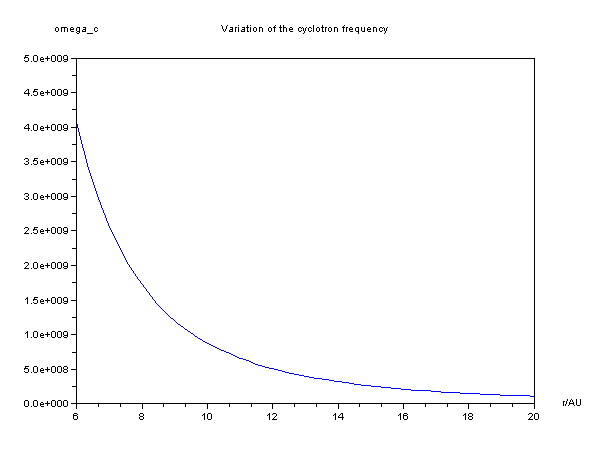 omega_c
Variation of the cyclotron frequency
5.0e+009
4.5e+009
4.0e+009
3.5e+009
3.0e+009
2.5e+009
2.0e+009
1.5e+009
1.0e+009
5.0e+008
0.0e+000
6 8 10 12 14 16 18 20
r/AU